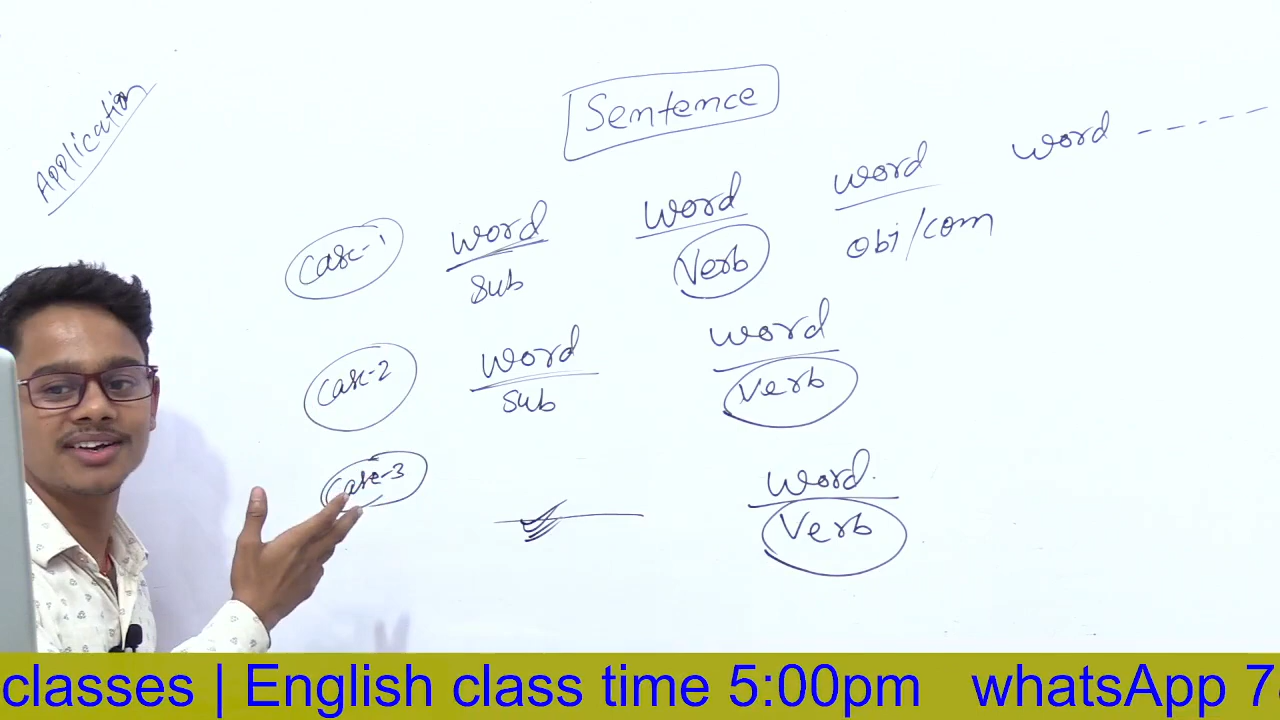 Application
Sentence
Case-1 word word word word -----
sub Verb obj/com
Case-2 word word
sub Verb
Case-3 word.
Verb
classes | English class time 5:00pm whatsApp 7